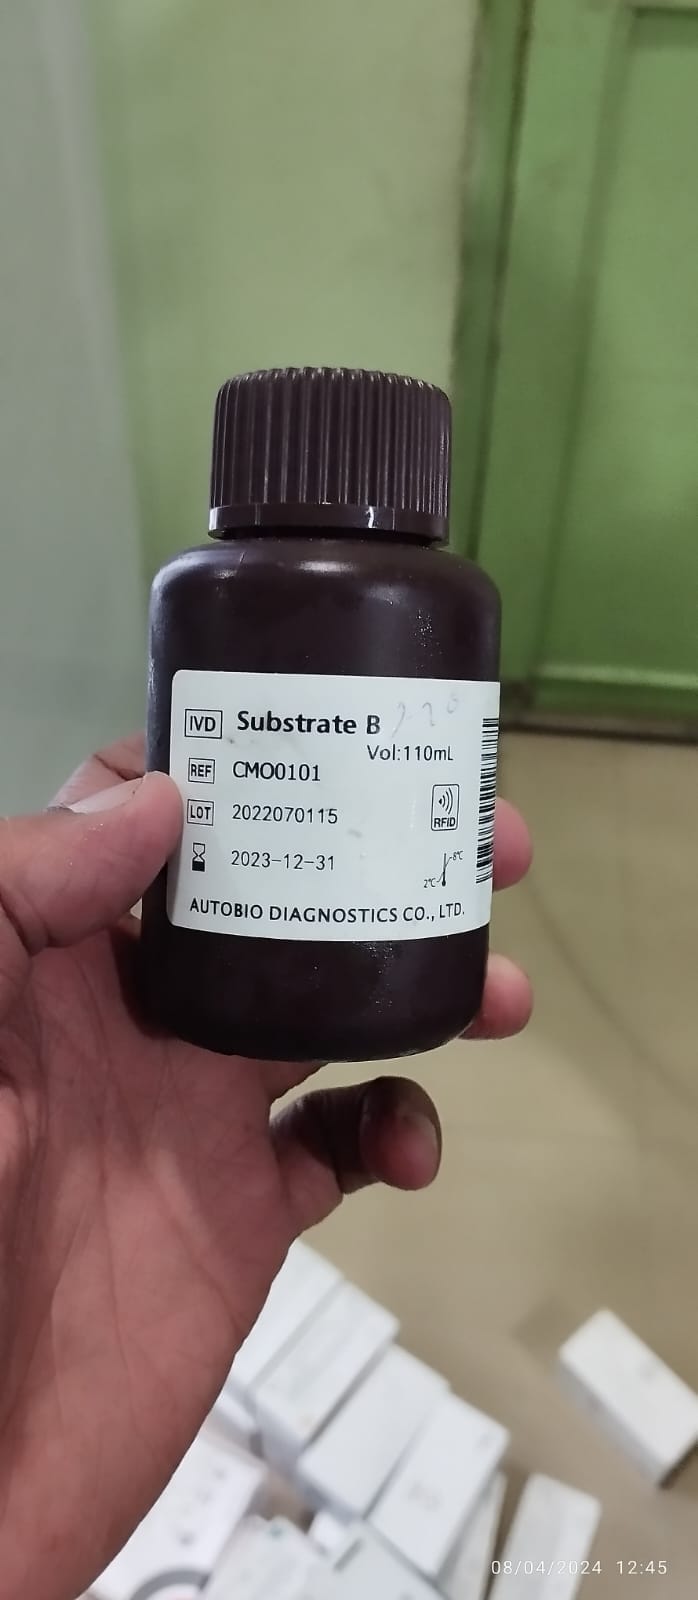 IVD Substrate B
Vol:110mL
REF CMO0101
LOT 2022070115
RFID
2023-12-31
2℃ 8℃
AUTOBIO DIAGNOSTICS CO., LTD.
08/04/2024 12:45